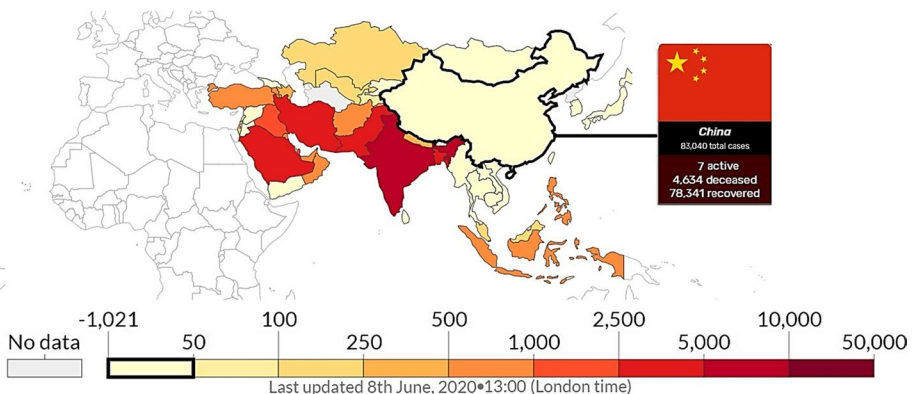 China
83,040 total cases
7 active
4,634 deceased
78,341 recovered
-1,021 100 500 2,500 10,000
No data 50 250 1,000 5,000 50,000
Last updated 8th June, 2020•13:00 (London time)